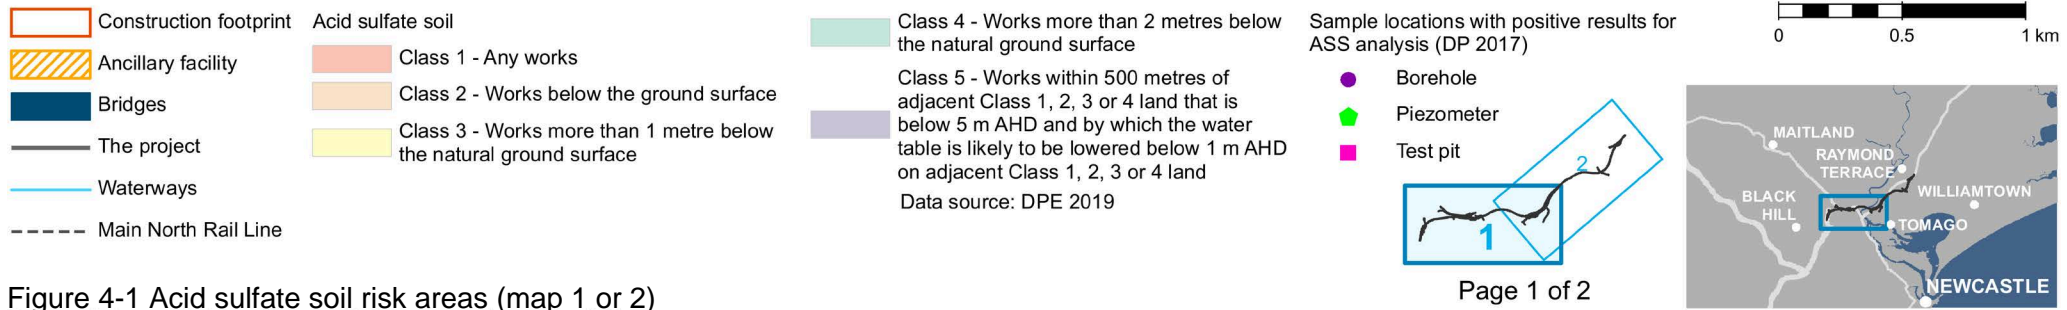 Construction footprint
Ancillary facility
Bridges
The project
Waterways
Main North Rail Line
Acid sulfate soil
Class 1 - Any works
Class 2 - Works below the ground surface
Class 3 - Works more than 1 metre below
the natural ground surface
Class 4 - Works more than 2 metres below
the natural ground surface
Class 5 - Works within 500 metres of
adjacent Class 1, 2, 3 or 4 land that is
below 5 m AHD and by which the water
table is likely to be lowered below 1 m AHD
on adjacent Class 1, 2, 3 or 4 land
Data source: DPE 2019
Sample locations with positive results for
ASS analysis (DP 2017)
Borehole
Piezometer
Test pit
2
1
Page 1 of 2
0 0.5 1 km
MAITLAND
RAYMOND
TERRACE
WILLIAMTOWN
BLACK
HILL
TOMAGO
NEWCASTLE
Figure 4-1 Acid sulfate soil risk areas (map 1 or 2)